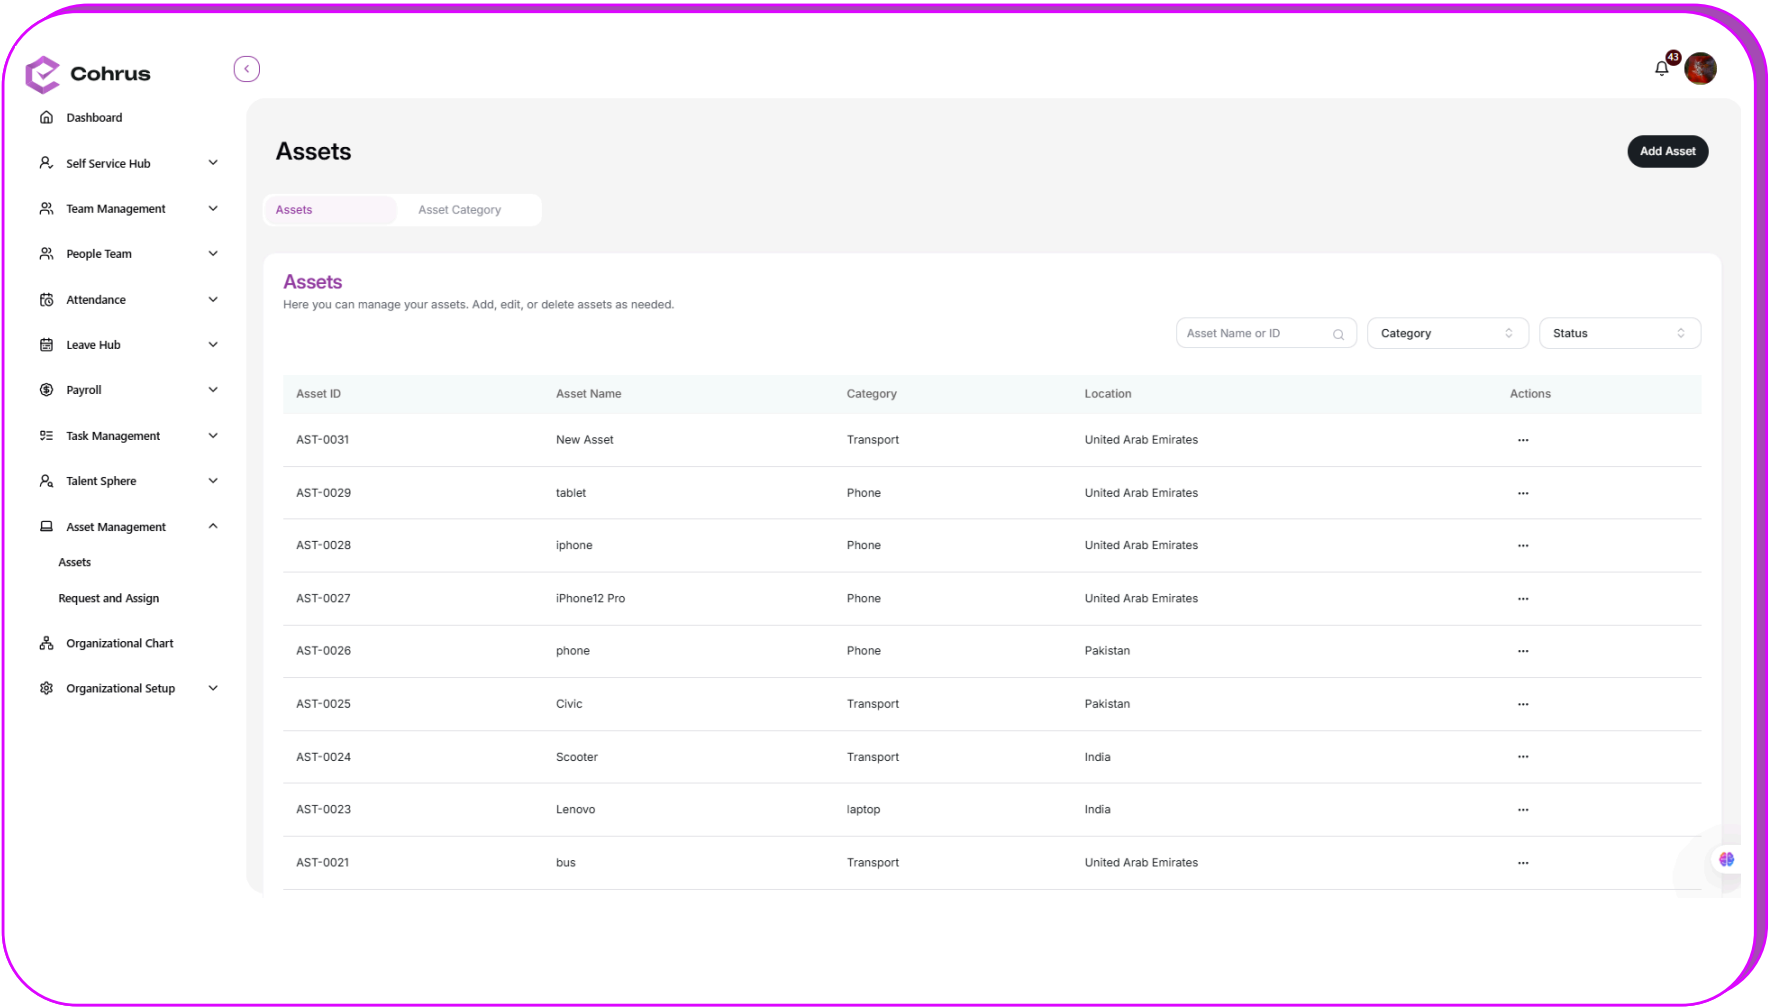 Cohrus
43
Dashboard
Self Service Hub
Team Management
People Team
Attendance
Leave Hub
Payroll
Task Management
Talent Sphere
Asset Management
Assets
Request and Assign
Organizational Chart
Organizational Setup
Assets
Add Asset
Assets Asset Category
Assets
Here you can manage your assets. Add, edit, or delete assets as needed.
Asset Name or ID Category Status
Asset ID Asset Name Category Location Actions
AST-0031 New Asset Transport United Arab Emirates ...
AST-0029 tablet Phone United Arab Emirates ...
AST-0028 iphone Phone United Arab Emirates ...
AST-0027 iPhone12 Pro Phone United Arab Emirates ...
AST-0026 phone Phone Pakistan ...
AST-0025 Civic Transport Pakistan ...
AST-0024 Scooter Transport India ...
AST-0023 Lenovo laptop India ...
AST-0021 bus Transport United Arab Emirates ...